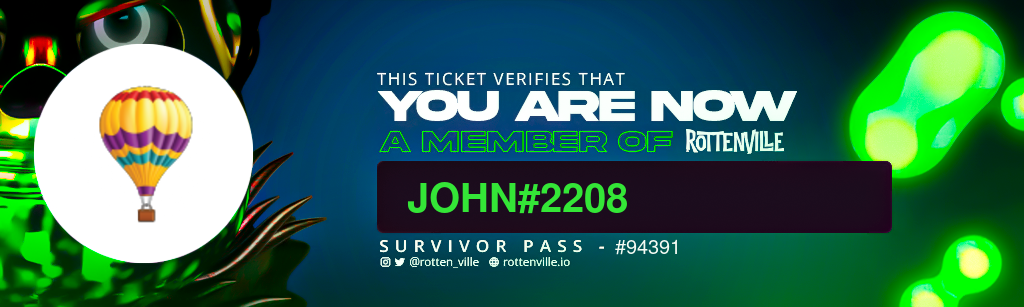 THIS TICKET VERIFIES THAT
YOU ARE NOW
A MEMBER OF ROTTENVILLE
JOHN#2208
SURVIVOR PASS - #94391
@rotten_ville rottenville.io